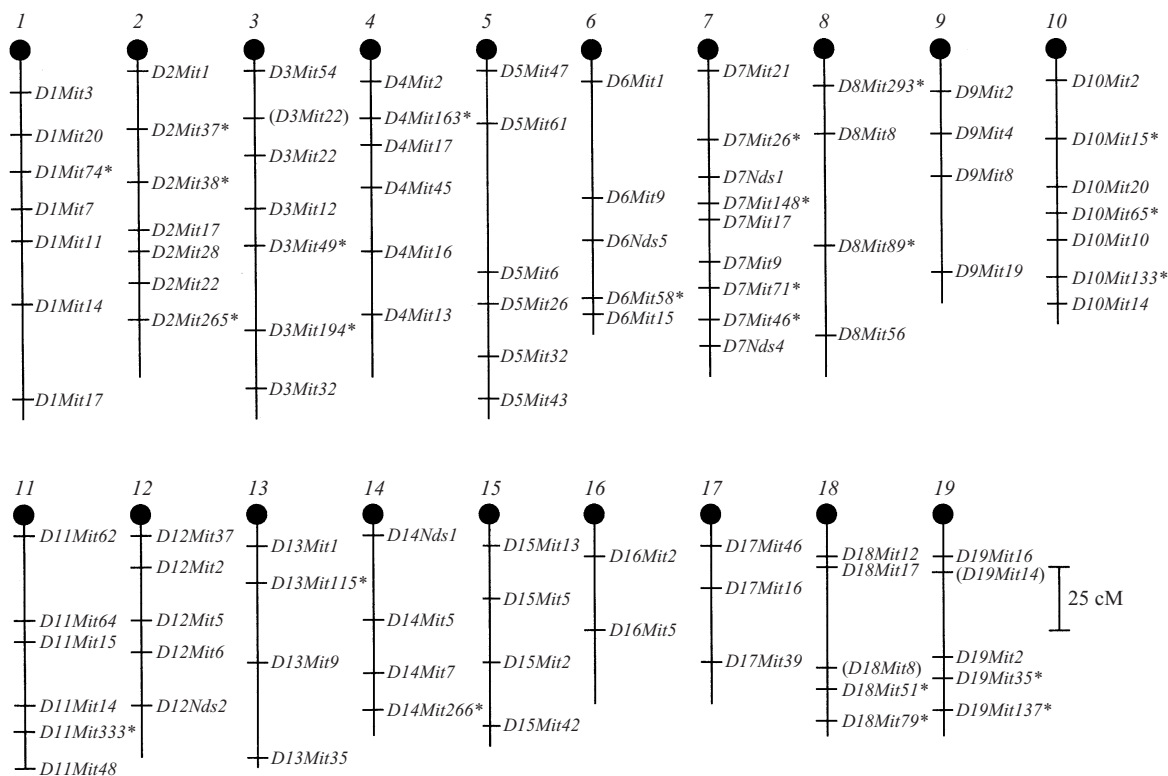 1 2 3 4 5 6 7 8 9 10
D1Mit3
D1Mit20
D1Mit74*
D1Mit7
D1Mit11
D1Mit14
D1Mit17
D2Mit1
D2Mit37*
D2Mit38*
D2Mit17
D2Mit28
D2Mit22
D2Mit265*
D3Mit54
(D3Mit22)
D3Mit22
D3Mit12
D3Mit49*
D3Mit194*
D3Mit32
D4Mit2
D4Mit163*
D4Mit17
D4Mit45
D4Mit16
D4Mit13
D5Mit47
D5Mit61
D5Mit6
D5Mit26
D5Mit32
D5Mit43
D6Mit1
D6Mit9
D6Nds5
D6Mit58*
D6Mit15
D7Mit21
D7Mit26*
D7Nds1
D7Mit148*
D7Mit17
D7Mit9
D7Mit71*
D7Mit46*
D7Nds4
D8Mit293*
D8Mit8
D8Mit89*
D8Mit56
D9Mit2
D9Mit4
D9Mit8
D9Mit19
D10Mit2
D10Mit15*
D10Mit20
D10Mit65*
D10Mit10
D10Mit133*
D10Mit14
11 12 13 14 15 16 17 18 19
D11Mit62
D11Mit64
D11Mit15
D11Mit14
D11Mit333*
D11Mit48
D12Mit37
D12Mit2
D12Mit5
D12Mit6
D12Nds2
D13Mit1
D13Mit115*
D13Mit9
D13Mit35
D14Nds1
D14Mit5
D14Mit7
D14Mit266*
D15Mit13
D15Mit5
D15Mit2
D15Mit42
D16Mit2
D16Mit5
D17Mit46
D17Mit16
D17Mit39
D18Mit12
D18Mit17
(D18Mit8)
D18Mit51*
D18Mit79*
D19Mit16
(D19Mit14)
D19Mit2
D19Mit35*
D19Mit137*
25 cM